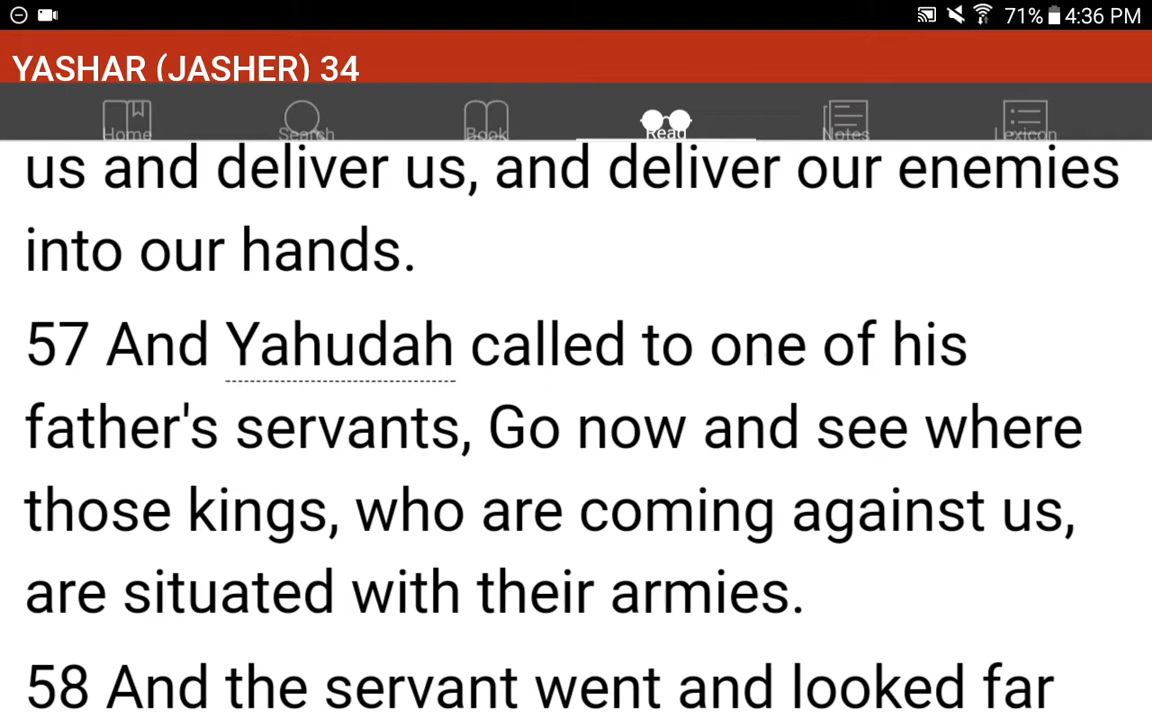 71% 4:36 PM
YASHAR (JASHER) 34
Home Search Book Read Notes Lexicon
us and deliver us, and deliver our enemies
into our hands.
57 And Yahudah called to one of his
father's servants, Go now and see where
those kings, who are coming against us,
are situated with their armies.
58 And the servant went and looked far